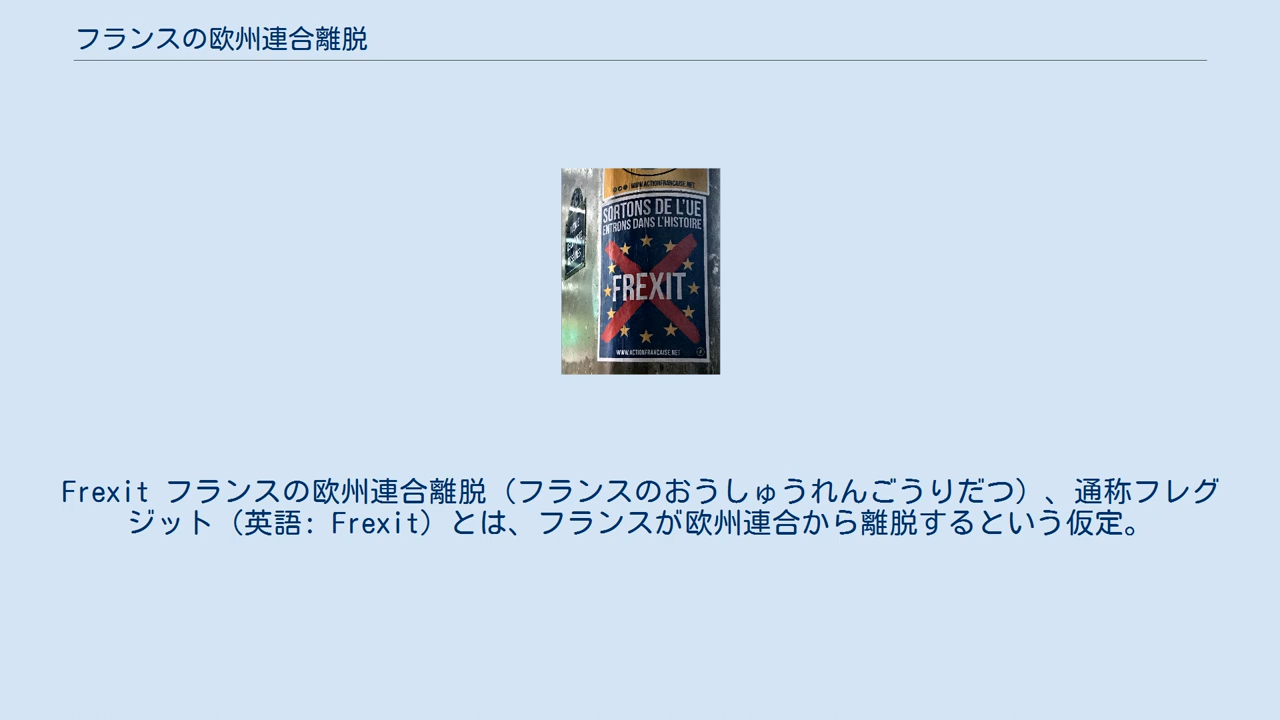 フランスの欧州連合離脱
WWW.ACTIONFRANCAISE.NET
SORTONS DE L'UE
ENTRONS DANS L'HISTOIRE
FREXIT
WWW.ACTIONFRANCAISE.NET
Frexit フランスの欧州連合離脱（フランスのおうしゅうれんごうりだつ）、通称フレグ
ジット（英語: Frexit）とは、フランスが欧州連合から離脱するという仮定。